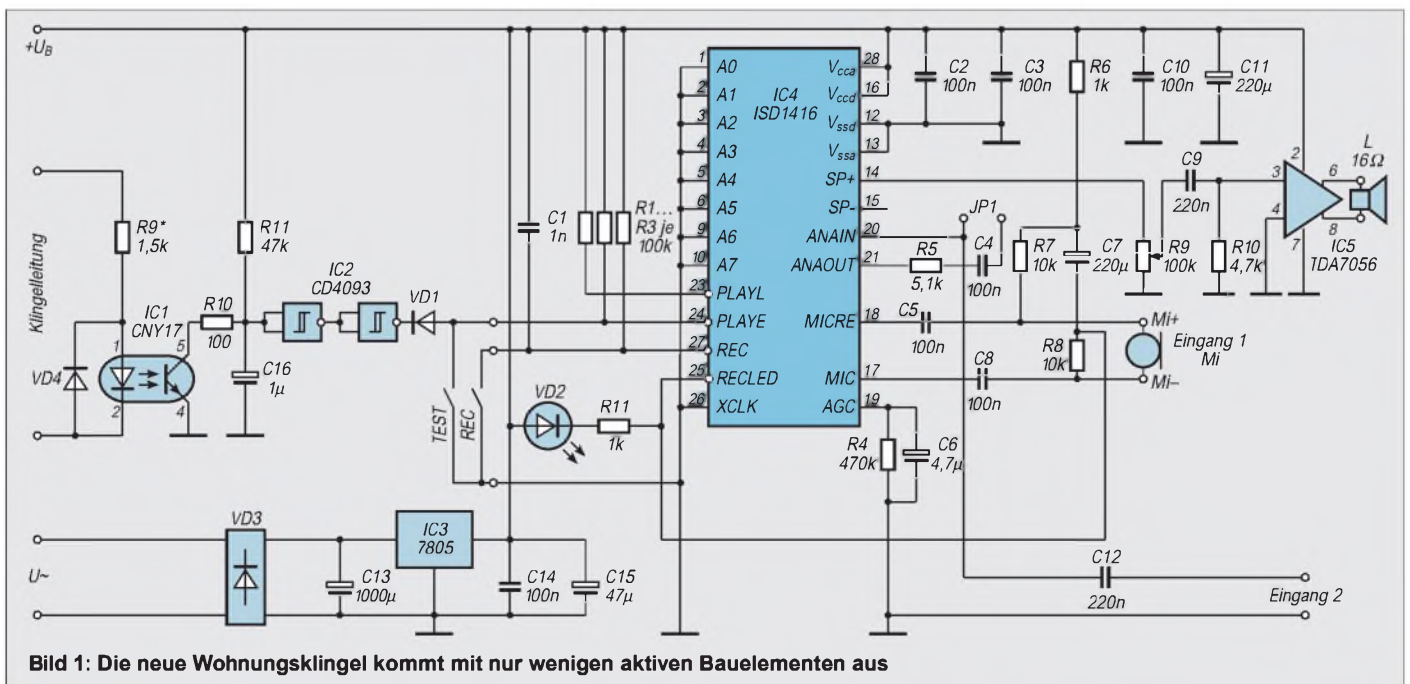 +UB
Klingelleitung
R9*
1,5k
VD4
IC1
CNY17
1
2
5
4
R10
100
R11
47k
C16
1µ
IC2
CD4093
VD1
TEST
REC
C1
1n
R1...
R3 je
100k
VD2
R11
1k
IC4
ISD1416
1 A0
2 A1
3 A2
4 A3
5 A4
6 A5
9 A6
10 A7
23 PLAYL
24 PLAYE
27 REC
25 RECLED
26 XCLK
Vcca 28
Vccd 16
Vssd 12
Vssa 13
SP+ 14
SP- 15
ANAIN 20
ANAOUT 21
MICRE 18
MIC 17
AGC 19
C2
100n
C3
100n
R6
1k
C10
100n
C11
220µ
JP1
R5
5,1k
C4
100n
R7
10k
C7
220µ
R9
100k
C9
220n
R10
4,7k
3
4
2
7
6
8
IC5
TDA7056
L
16Ω
C5
100n
C8
100n
R8
10k
Mi+
Eingang 1
Mi
Mi–
R4
470k
C6
4,7µ
C12
220n
Eingang 2
U~
VD3
C13
1000µ
IC3
7805
C14
100n
C15
47µ
Bild 1: Die neue Wohnungsklingel kommt mit nur wenigen aktiven Bauelementen aus